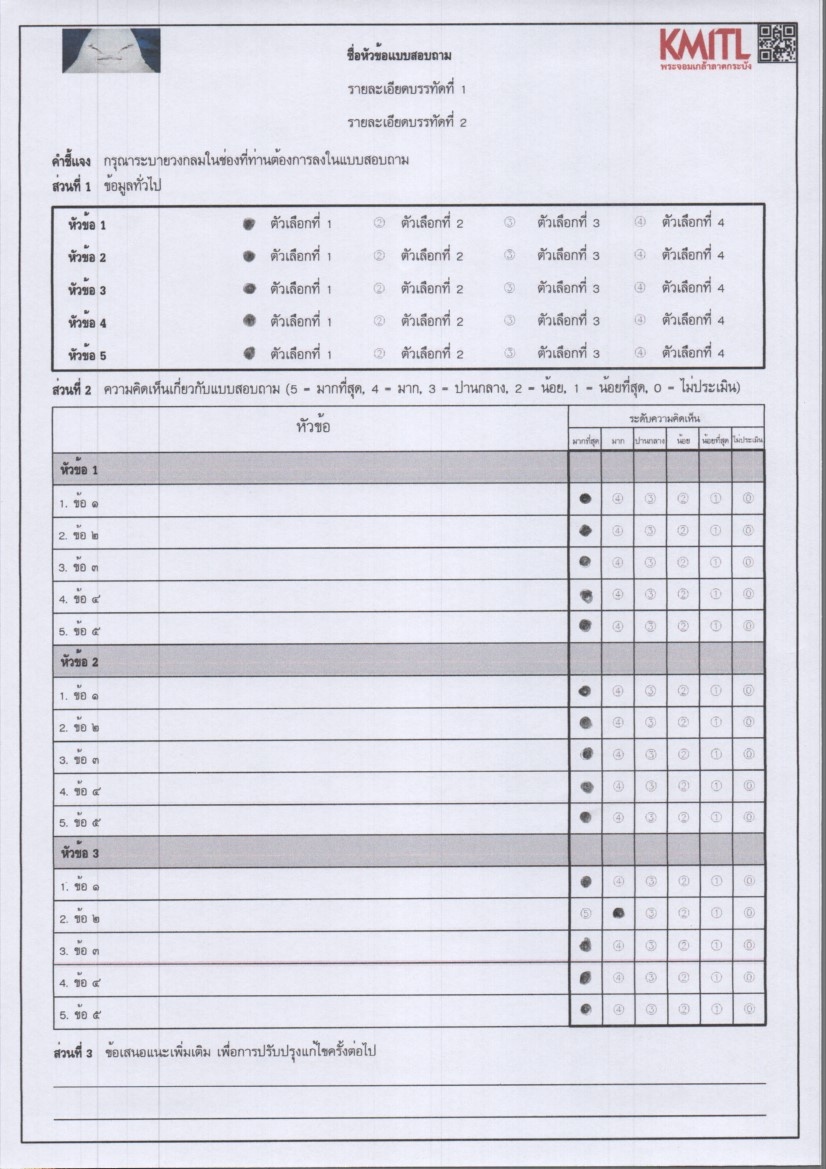 KMITL
พระจอมเกล้าลาดกระบัง
ชื่อหัวข้อแบบสอบถาม
รายละเอียดบรรทัดที่ 1
รายละเอียดบรรทัดที่ 2
คำชี้แจง กรุณาระบายวงกลมในช่องที่ท่านต้องการลงในแบบสอบถาม
ส่วนที่ 1 ข้อมูลทั่วไป
หัวข้อ 1 ตัวเลือกที่ 1 ② ตัวเลือกที่ 2 ③ ตัวเลือกที่ 3 ④ ตัวเลือกที่ 4
หัวข้อ 2 ตัวเลือกที่ 1 ② ตัวเลือกที่ 2 ③ ตัวเลือกที่ 3 ④ ตัวเลือกที่ 4
หัวข้อ 3 ตัวเลือกที่ 1 ② ตัวเลือกที่ 2 ③ ตัวเลือกที่ 3 ④ ตัวเลือกที่ 4
หัวข้อ 4 ตัวเลือกที่ 1 ② ตัวเลือกที่ 2 ③ ตัวเลือกที่ 3 ④ ตัวเลือกที่ 4
หัวข้อ 5 ตัวเลือกที่ 1 ② ตัวเลือกที่ 2 ③ ตัวเลือกที่ 3 ④ ตัวเลือกที่ 4
ส่วนที่ 2 ความคิดเห็นเกี่ยวกับแบบสอบถาม (5 = มากที่สุด, 4 = มาก, 3 = ปานกลาง, 2 = น้อย, 1 = น้อยที่สุด, 0 = ไม่ประเมิน)
หัวข้อ ระดับความคิดเห็น
มากที่สุด มาก ปานกลาง น้อย น้อยที่สุด ไม่ประเมิน
หัวข้อ 1
1. ข้อ ๑ ④ ③ ② ① ⓪
2. ข้อ ๒ ④ ③ ② ① ⓪
3. ข้อ ๓ ④ ③ ② ① ⓪
4. ข้อ ๔ ④ ③ ② ① ⓪
5. ข้อ ๕ ④ ③ ② ① ⓪
หัวข้อ 2
1. ข้อ ๑ ④ ③ ② ① ⓪
2. ข้อ ๒ ④ ③ ② ① ⓪
3. ข้อ ๓ ④ ③ ② ① ⓪
4. ข้อ ๔ ④ ③ ② ① ⓪
5. ข้อ ๕ ④ ③ ② ① ⓪
หัวข้อ 3
1. ข้อ ๑ ④ ③ ② ① ⓪
2. ข้อ ๒ ⑤ ③ ② ① ⓪
3. ข้อ ๓ ④ ③ ② ① ⓪
4. ข้อ ๔ ④ ③ ② ① ⓪
5. ข้อ ๕ ④ ③ ② ① ⓪
ส่วนที่ 3 ข้อเสนอแนะเพิ่มเติม เพื่อการปรับปรุงแก้ไขครั้งต่อไป